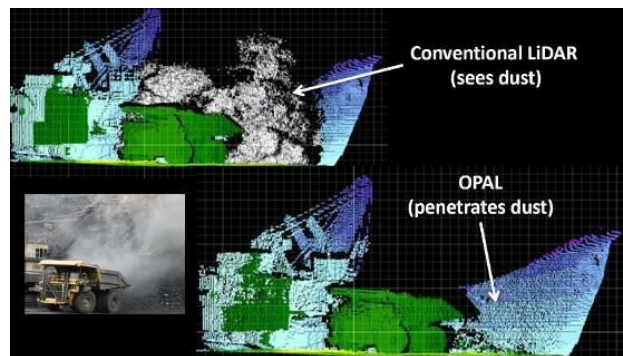 Conventional LiDAR
(sees dust)
OPAL
(penetrates dust)